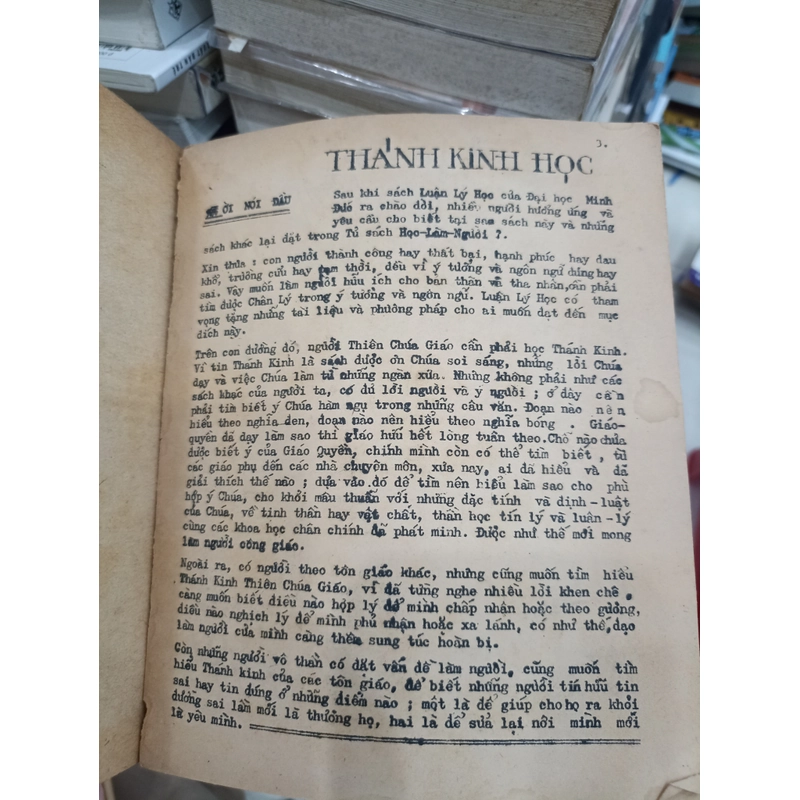 3.
THÁNH KINH HỌC
LỜI NÓI ĐẦU
Sau khi sách Luận Lý Học của Đại học Minh
Đức ra chào đời, nhiều người hưởng ứng và
yêu cầu cho biết tại sao sách này và những
sách khác lại đặt trong Tủ sách Học-Làm-Người ?.
Xin thưa : con người thành công hay thất bại, hạnh phúc hay đau
khổ, trường cửu hay tạm thời, đều vì ý tưởng và ngôn ngữ đúng hay
sai. Vậy muốn làm người hữu ích cho bản thân và tha nhân, cần phải
tìm được Chân Lý trong ý tưởng và ngôn ngữ. Luận Lý Học có tham
vọng tặng những tài liệu và phương pháp cho ai muốn đạt đến mục
đích này.
Trên con đường đó, người Thiên Chúa Giáo cần phải học Thánh Kinh.
Vì tin Thánh Kinh là sách được ơn Chúa soi sáng, những lời Chúa
dạy và việc Chúa làm từ những ngàn xưa. Nhưng không phải như các
sách khác của người ta, có đủ lời người và ý người ; ở đây cần
phải tìm biết ý Chúa hàm ngụ trong những câu văn. Đoạn nào nên
hiểu theo nghĩa đen, đoạn nào nên hiểu theo nghĩa bóng . Giáo-
quyền đã dạy làm sao thì giáo hữu hết lòng tuân theo. Chỗ nào chưa
được biết ý của Giáo Quyền, chính mình còn có thể tìm biết , từ
các giáo phụ đến các nhà chuyên môn, xưa nay, ai đã hiểu và đã
giải thích thế nào ; dựa vào đó để tìm nên hiểu làm sao cho phù
hợp ý Chúa, cho khỏi mâu thuẫn với những đặc tính và định-luật
của Chúa, về tinh thần hay vật chất, thần học tín lý và luân-lý
cùng các khoa học chân chính đã phát minh. Được như thế mới mong
làm người công giáo.
Ngoài ra, có người theo tôn giáo khác, nhưng cũng muốn tìm hiểu
Thánh Kinh Thiên Chúa Giáo, vì đã từng nghe nhiều lời khen chê ,
càng muốn biết điều nào hợp lý để mình chấp nhận hoặc theo gương,
điều nào nghịch lý để mình phủ nhận hoặc xa lánh, có như thế, đạo
làm người của mình càng thêm sung túc hoàn bị.
Còn những người vô thần có đặt vấn đề làm người, cũng muốn tìm
hiểu Thánh kinh của các tôn giáo, để biết những người tín hữu tin
sai hay tin đúng ở những điểm nào ; một là để giúp cho họ ra khỏi
đường sai lầm mới là thương họ, hai là để sửa lại nơi mình mới
là yêu mình.